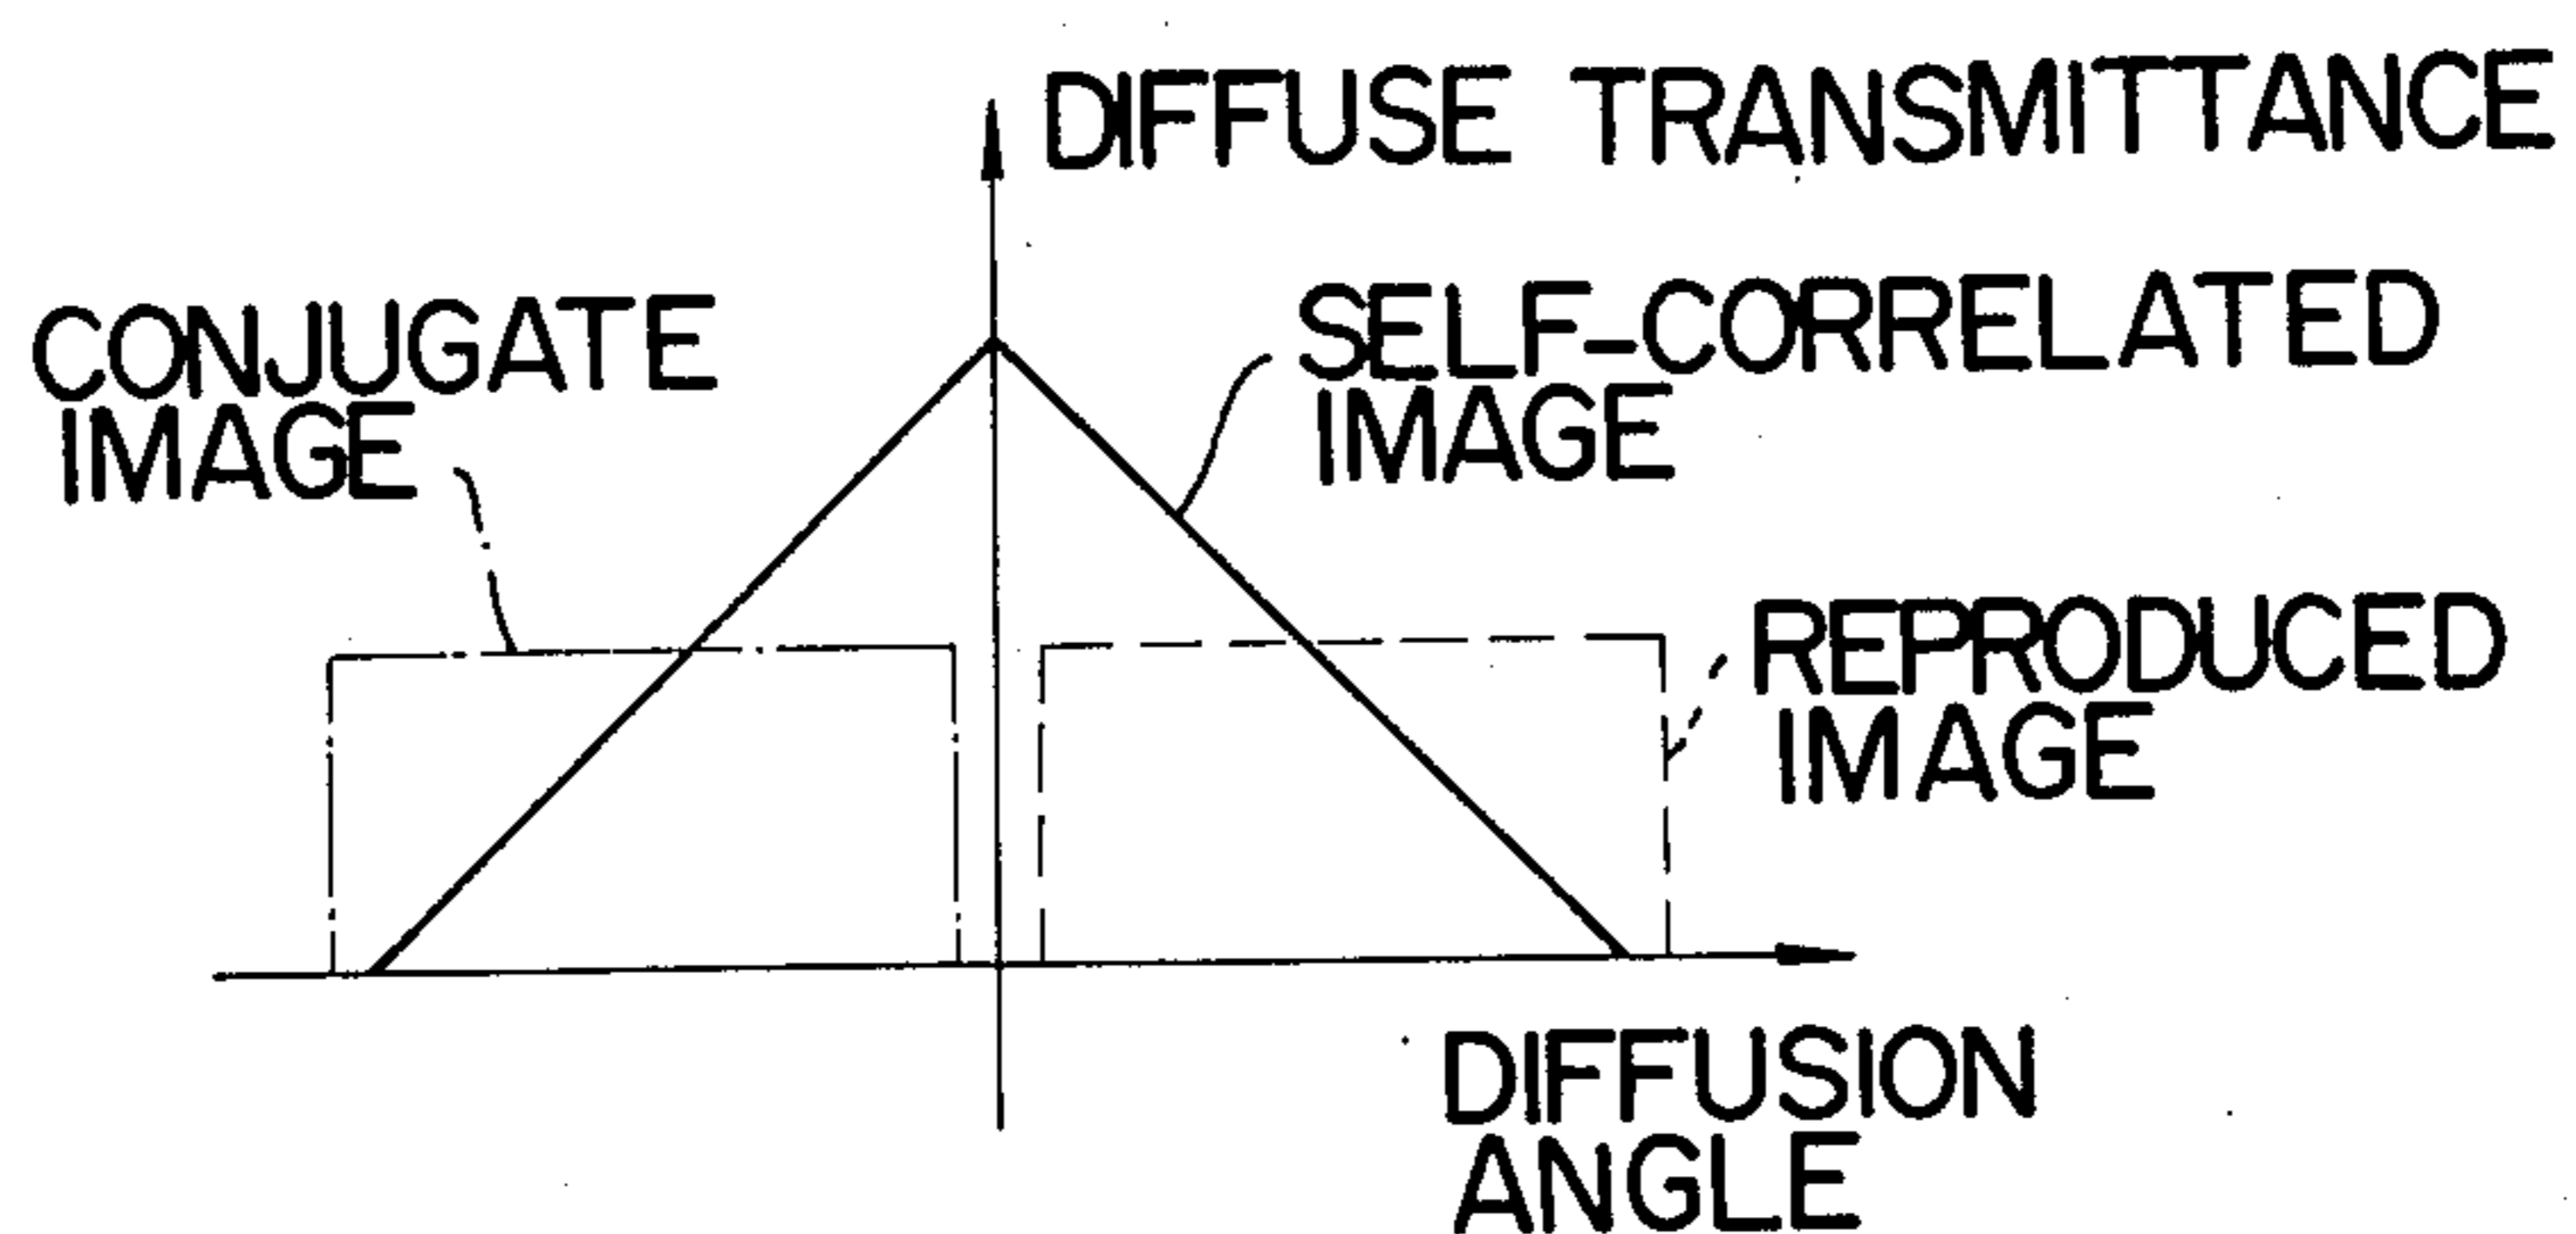 DIFFUSE TRANSMITTANCE
CONJUGATE
IMAGE
SELF-CORRELATED
IMAGE
REPRODUCED
IMAGE
DIFFUSION
ANGLE